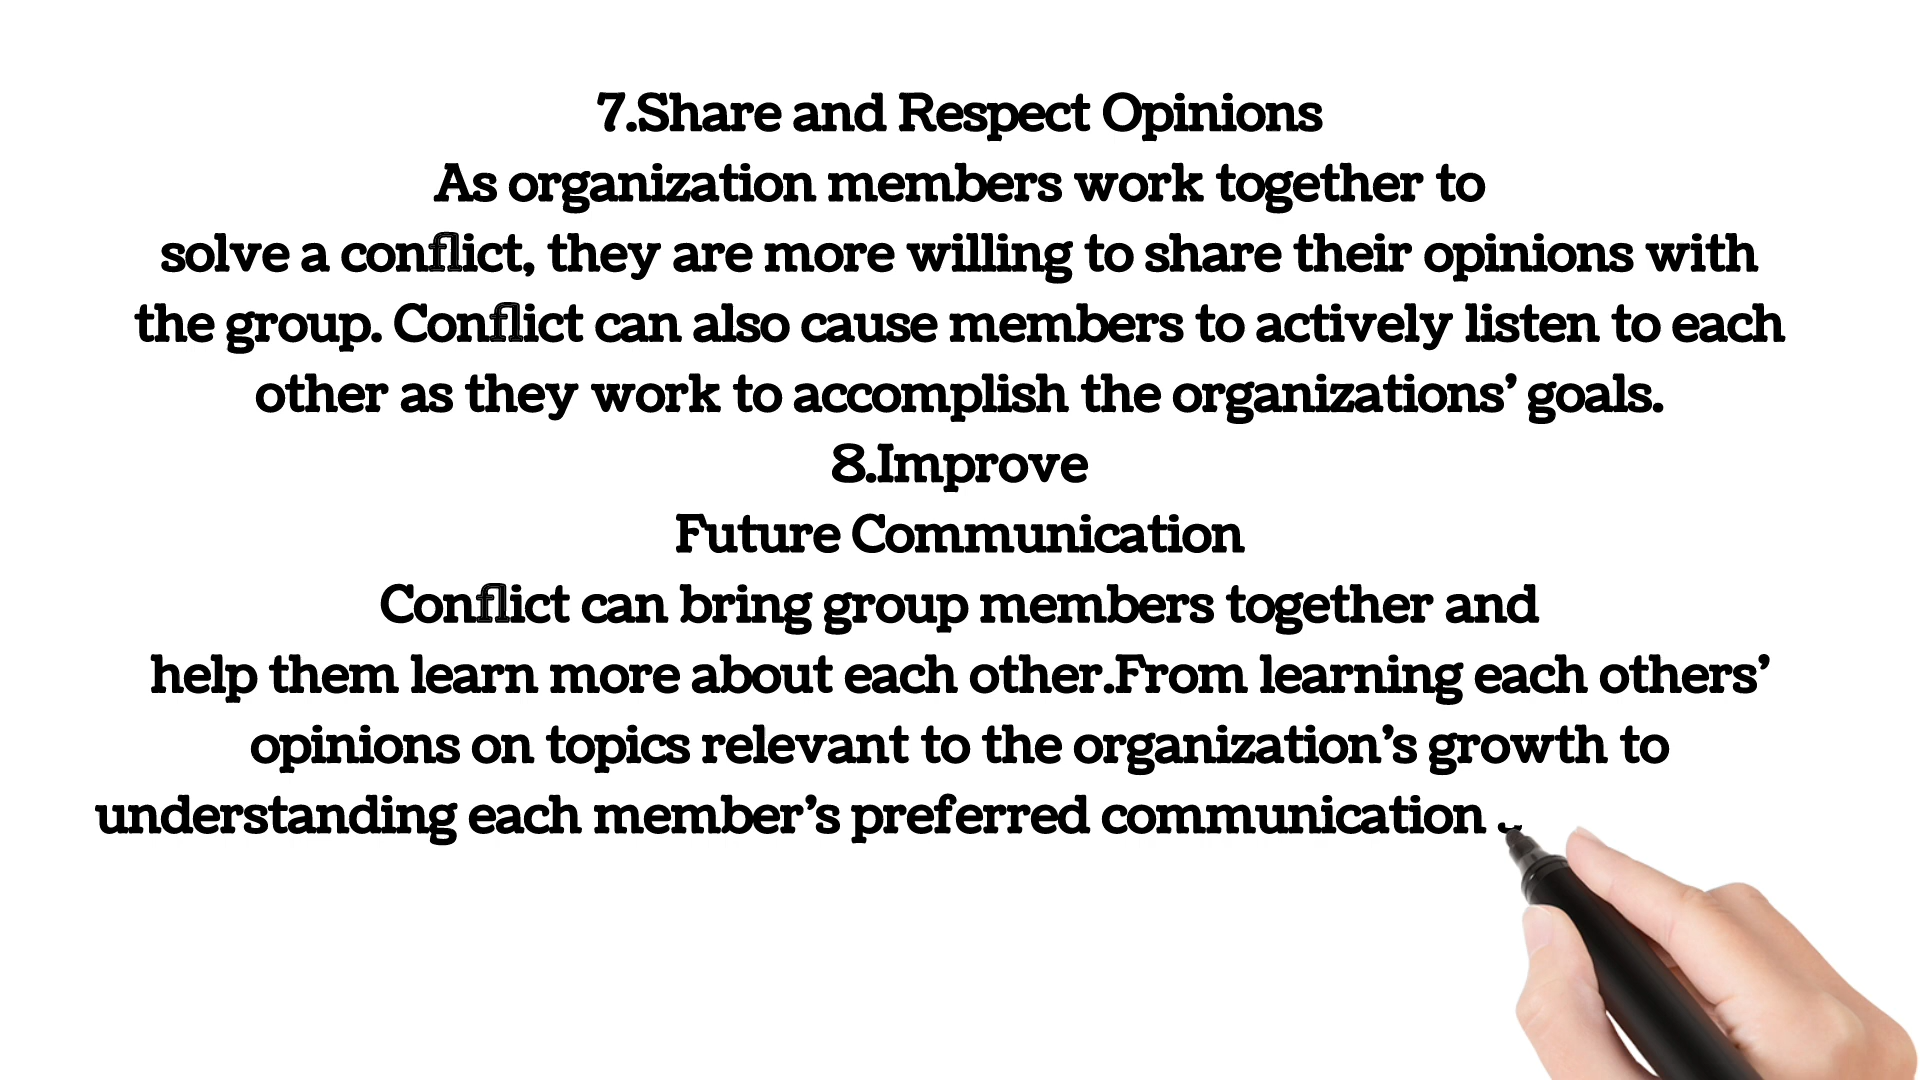 7.Share and Respect Opinions
As organization members work together to
solve a conflict, they are more willing to share their opinions with
the group. Conflict can also cause members to actively listen to each
other as they work to accomplish the organizations’ goals.
8.Improve
Future Communication
Conflict can bring group members together and
help them learn more about each other.From learning each others’
opinions on topics relevant to the organization’s growth to
understanding each member’s preferred communication